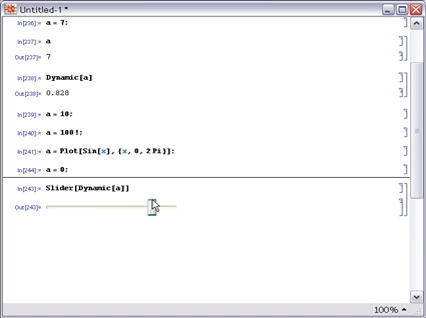 Untitled-1 *
In[236]:= a = 7;
In[237]:= a
Out[237]= 7
In[238]:= Dynamic[a]
Out[238]= 0.828
In[239]:= a = 10;
In[240]:= a = 100!;
In[241]:= a = Plot[Sin[x], {x, 0, 2 Pi}];
In[244]:= a = 0;
In[243]:= Slider[Dynamic[a]]
Out[243]=
100%